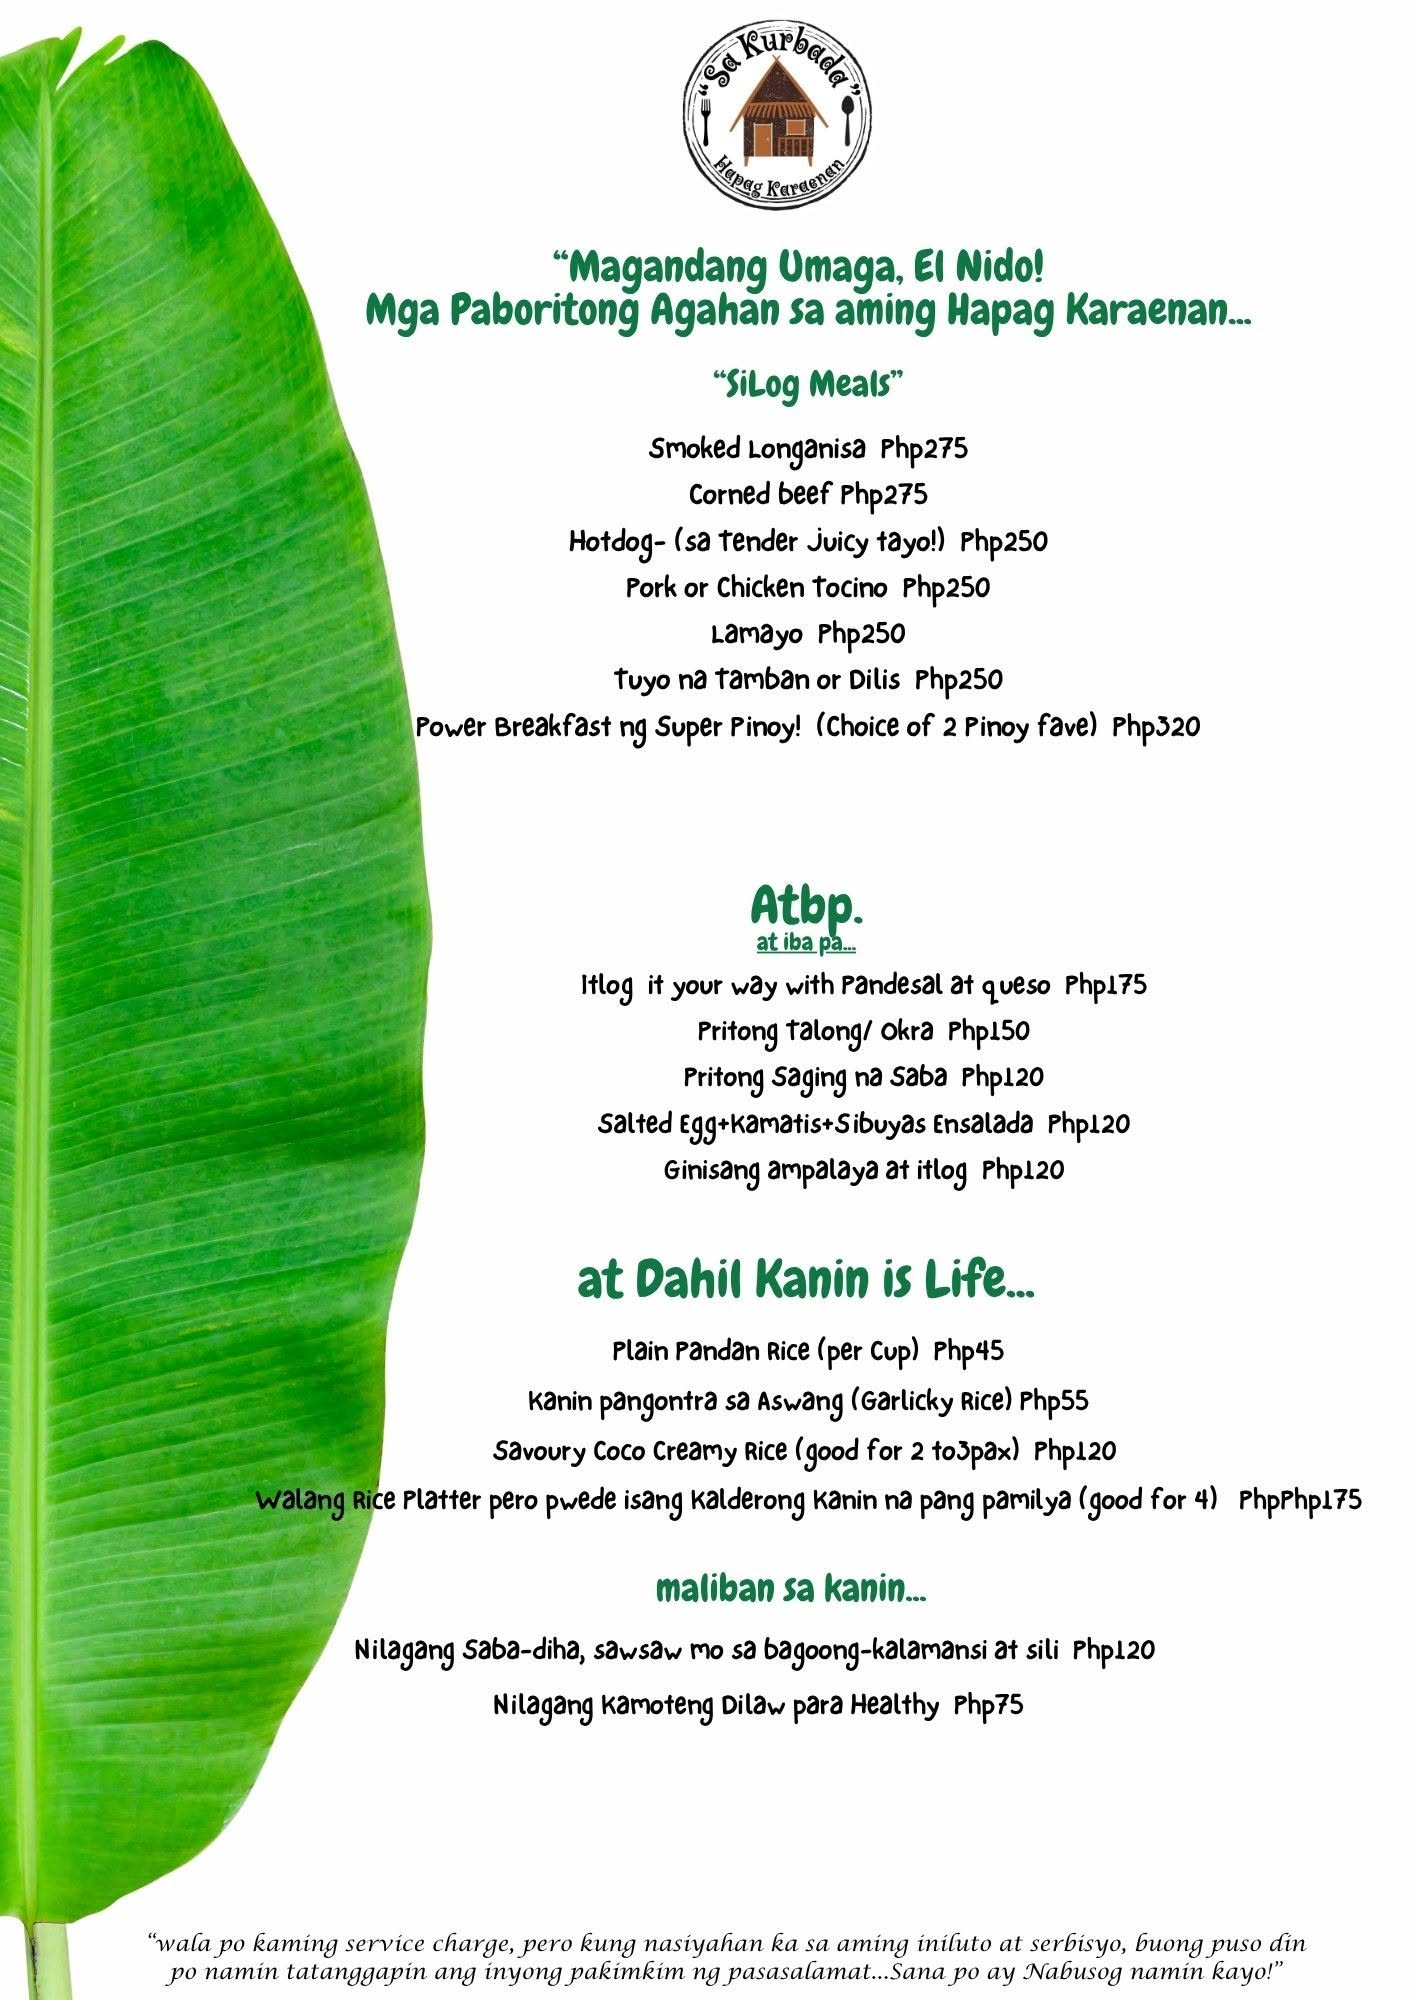 “Sa Kurbada”
Hapag Karaenan
“Magandang Umaga, El Nido!
Mga Paboritong Agahan sa aming Hapag Karaenan...
“SiLog Meals”
Smoked Longanisa Php275
Corned beef Php275
Hotdog- (sa Tender Juicy tayo!) Php250
Pork or Chicken Tocino Php250
Lamayo Php250
Tuyo na Tamban or Dilis Php250
Power Breakfast ng Super Pinoy! (Choice of 2 Pinoy fave) Php320
Atbp.
at iba pa...
Itlog it your way with Pandesal at queso Php175
Pritong Talong/ Okra Php150
Pritong Saging na Saba Php120
Salted Egg+Kamatis+Sibuyas Ensalada Php120
Ginisang ampalaya at itlog Php120
at Dahil Kanin is Life...
Plain Pandan Rice (per Cup) Php45
Kanin pangontra sa Aswang (Garlicky Rice) Php55
Savoury Coco Creamy Rice (good for 2 to3pax) Php120
Walang Rice Platter pero pwede isang Kalderong Kanin na pang pamilya (good for 4) PhpPhp175
maliban sa kanin...
Nilagang Saba-diha, sawsaw mo sa bagoong-kalamansi at sili Php120
Nilagang Kamoteng Dilaw para Healthy Php75
“wala po kaming service charge, pero kung nasiyahan ka sa aming iniluto at serbisyo, buong puso din
po namin tatanggapin ang inyong pakimkim ng pasasalamat...Sana po ay Nabusog namin kayo!”